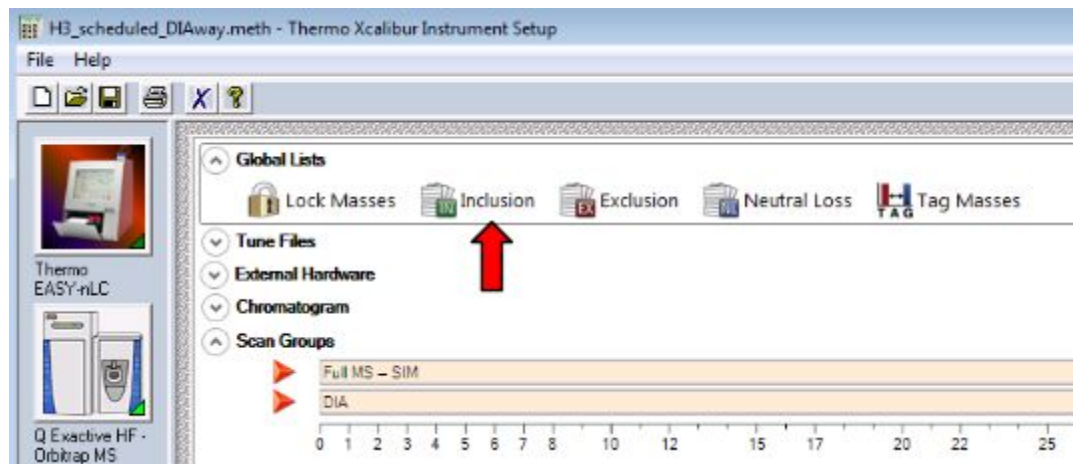 H3_scheduled_DIAway.meth - Thermo Xcalibur Instrument Setup
File Help
X ?
Global Lists
Lock Masses Inclusion Exclusion Neutral Loss Tag Masses
IN EX TAG
Tune Files
External Hardware
Chromatogram
Scan Groups
Full MS – SIM
DIA
0 1 2 3 4 5 6 7 8 10 12 15 17 20 22 25
Thermo
EASY-nLC
Q Exactive HF -
Orbitrap MS